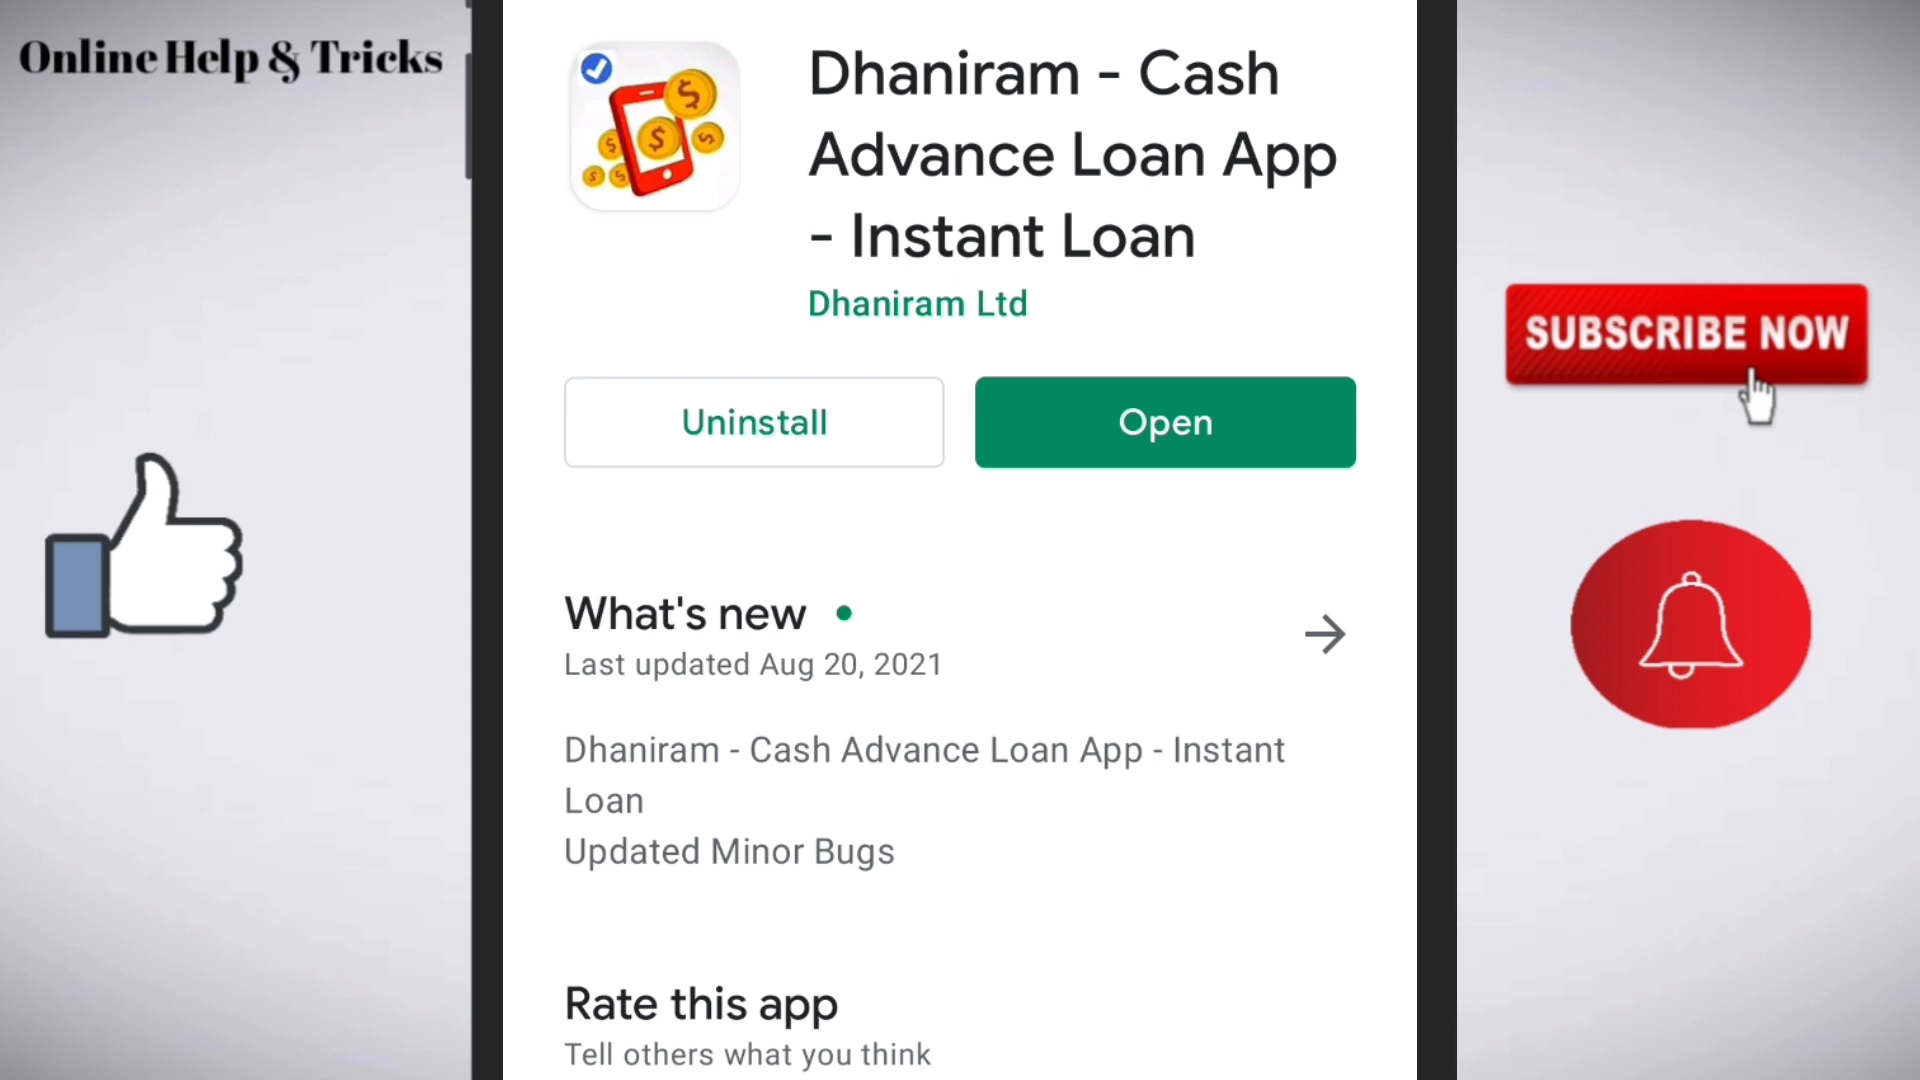 Online Help & Tricks
Dhaniram - Cash
Advance Loan App
- Instant Loan
Dhaniram Ltd
Uninstall
Open
SUBSCRIBE NOW
What's new
Last updated Aug 20, 2021
Dhaniram - Cash Advance Loan App - Instant
Loan
Updated Minor Bugs
Rate this app
Tell others what you think